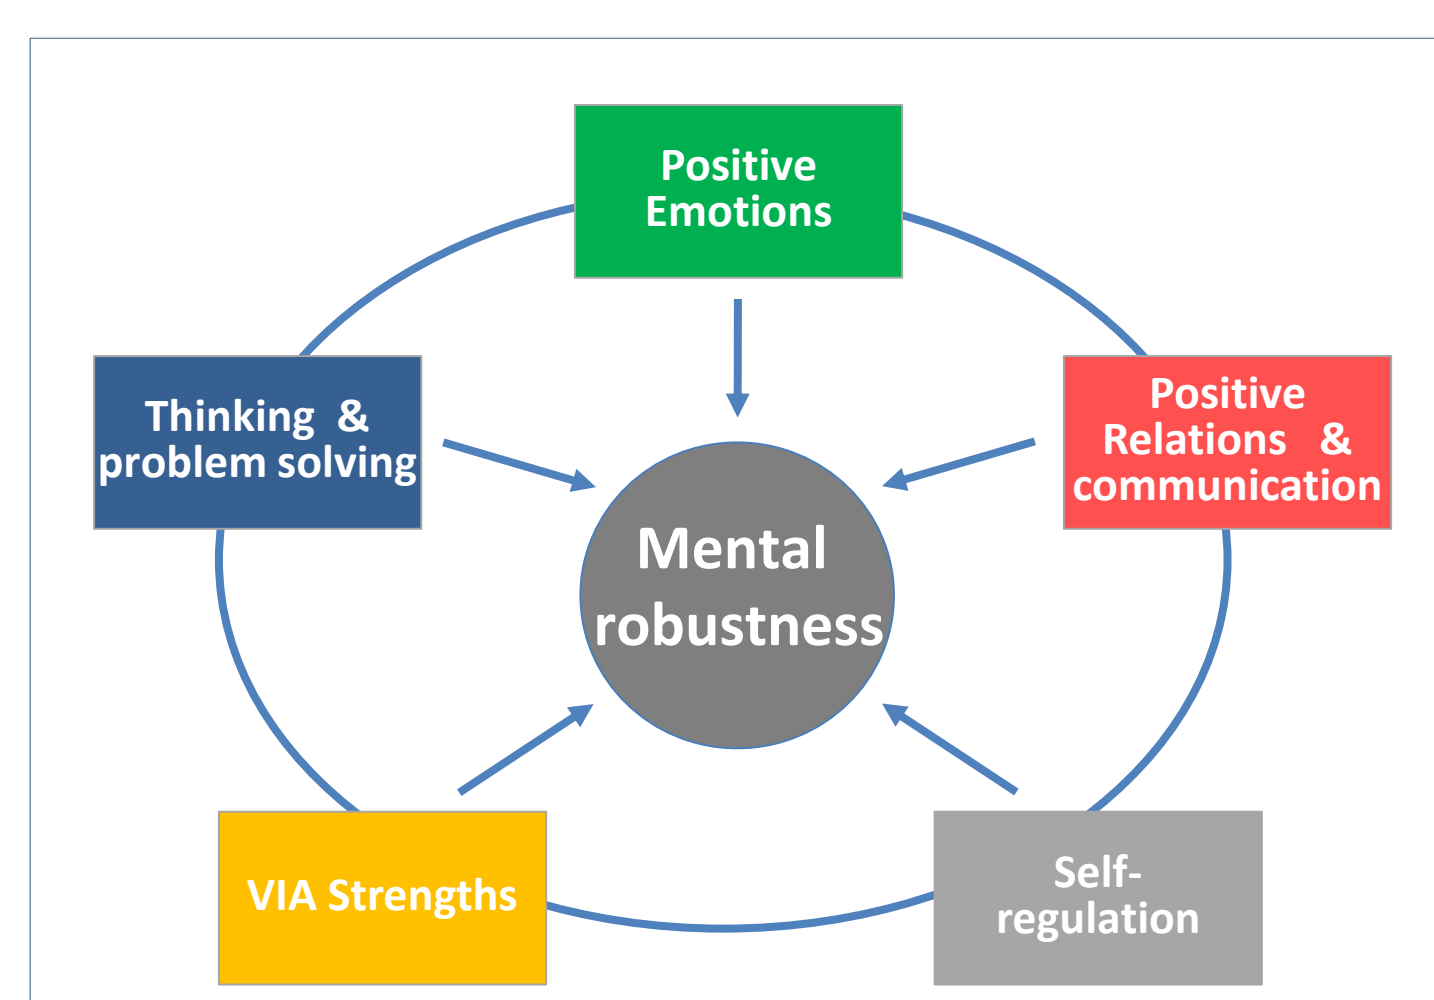 Positive
Emotions
Thinking & 
problem solving
Positive
Relations & 
communication
Mental
robustness
VIA Strengths
Self-
regulation